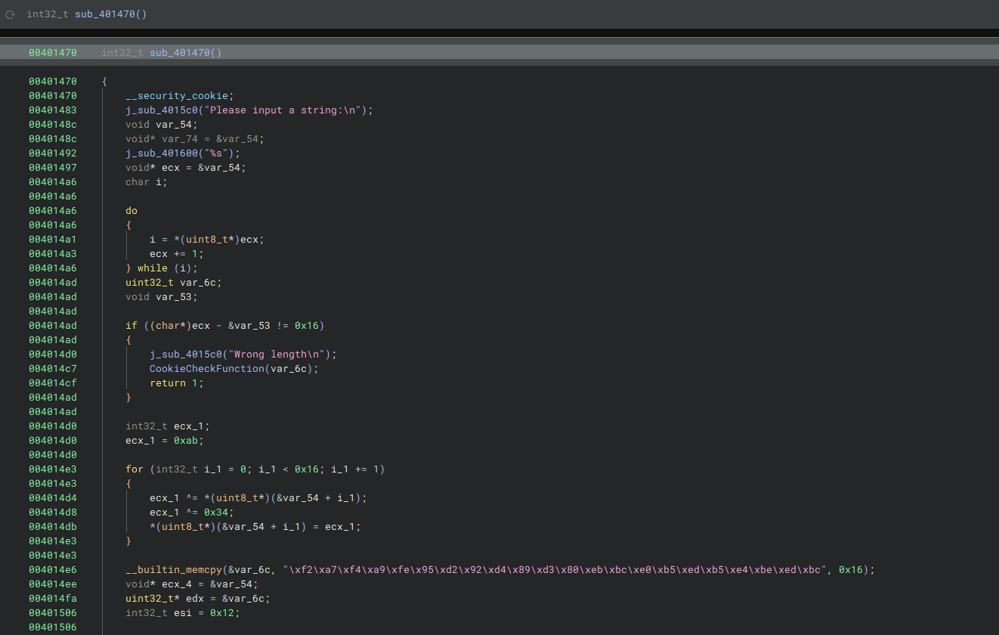 int32_t sub_401470()
00401470 int32_t sub_401470()
00401470 {
00401470 __security_cookie;
00401483 j_sub_4015c0("Please input a string:\n");
0040148c void var_54;
0040148c void* var_74 = &var_54;
00401492 j_sub_401600("%s");
00401497 void* ecx = &var_54;
004014a6 char i;
004014a6
004014a6 do
004014a6 {
004014a1 i = *(uint8_t*)ecx;
004014a3 ecx += 1;
004014a6 } while (i);
004014ad uint32_t var_6c;
004014ad void var_53;
004014ad
004014ad if ((char*)ecx - &var_53 != 0x16)
004014ad {
004014d0 j_sub_4015c0("Wrong length\n");
004014c7 CookieCheckFunction(var_6c);
004014cf return 1;
004014ad }
004014ad
004014d0 int32_t ecx_1;
004014d0 ecx_1 = 0xab;
004014d0
004014e3 for (int32_t i_1 = 0; i_1 < 0x16; i_1 += 1)
004014e3 {
004014d4 ecx_1 ^= *(uint8_t*)(&var_54 + i_1);
004014d8 ecx_1 ^= 0x34;
004014db *(uint8_t*)(&var_54 + i_1) = ecx_1;
004014e3 }
004014e3
004014e6 __builtin_memcpy(&var_6c, "\xf2\xa7\xf4\xa9\xfe\x95\xd2\x92\xd4\x89\xd3\x80\xeb\xbc\xe0\xb5\xed\xb5\xe4\xbe\xed\xbc", 0x16);
004014ee void* ecx_4 = &var_54;
004014fa uint32_t* edx = &var_6c;
00401506 int32_t esi = 0x12;
00401506